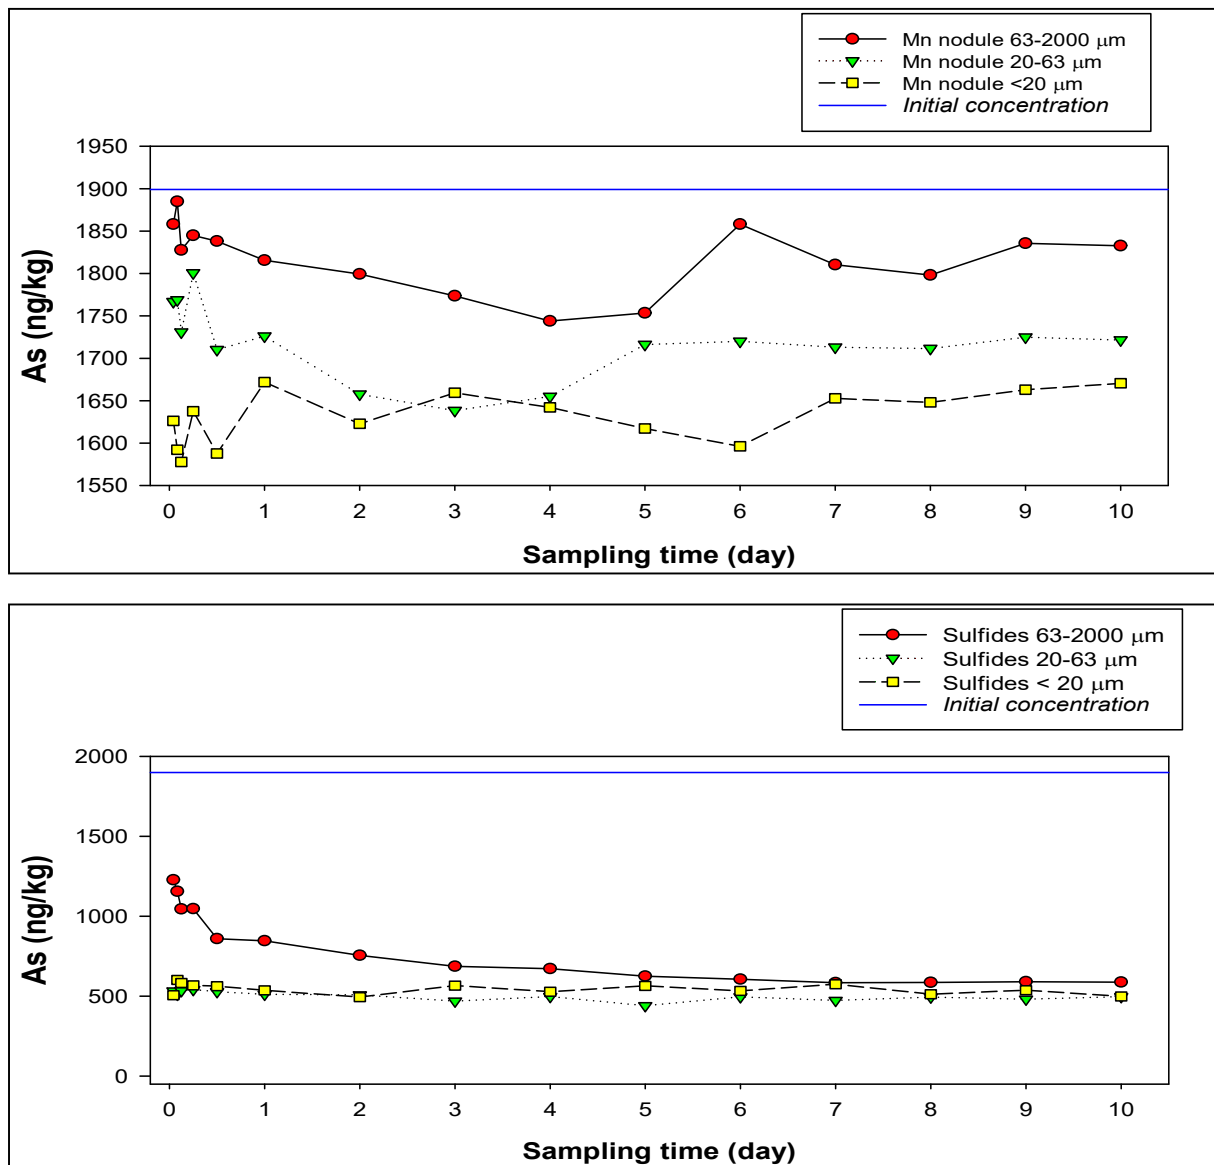 Mn nodule 63-2000 μm
Mn nodule 20-63 μm
Mn nodule <20 μm
Initial concentration
1950
1900
1850
1800
1750
1700
1650
1600
1550
As (ng/kg)
0 1 2 3 4 5 6 7 8 9 10
Sampling time (day)
Sulfides 63-2000 μm
Sulfides 20-63 μm
Sulfides < 20 μm
Initial concentration
2000
1500
1000
500
0
As (ng/kg)
0 1 2 3 4 5 6 7 8 9 10
Sampling time (day)